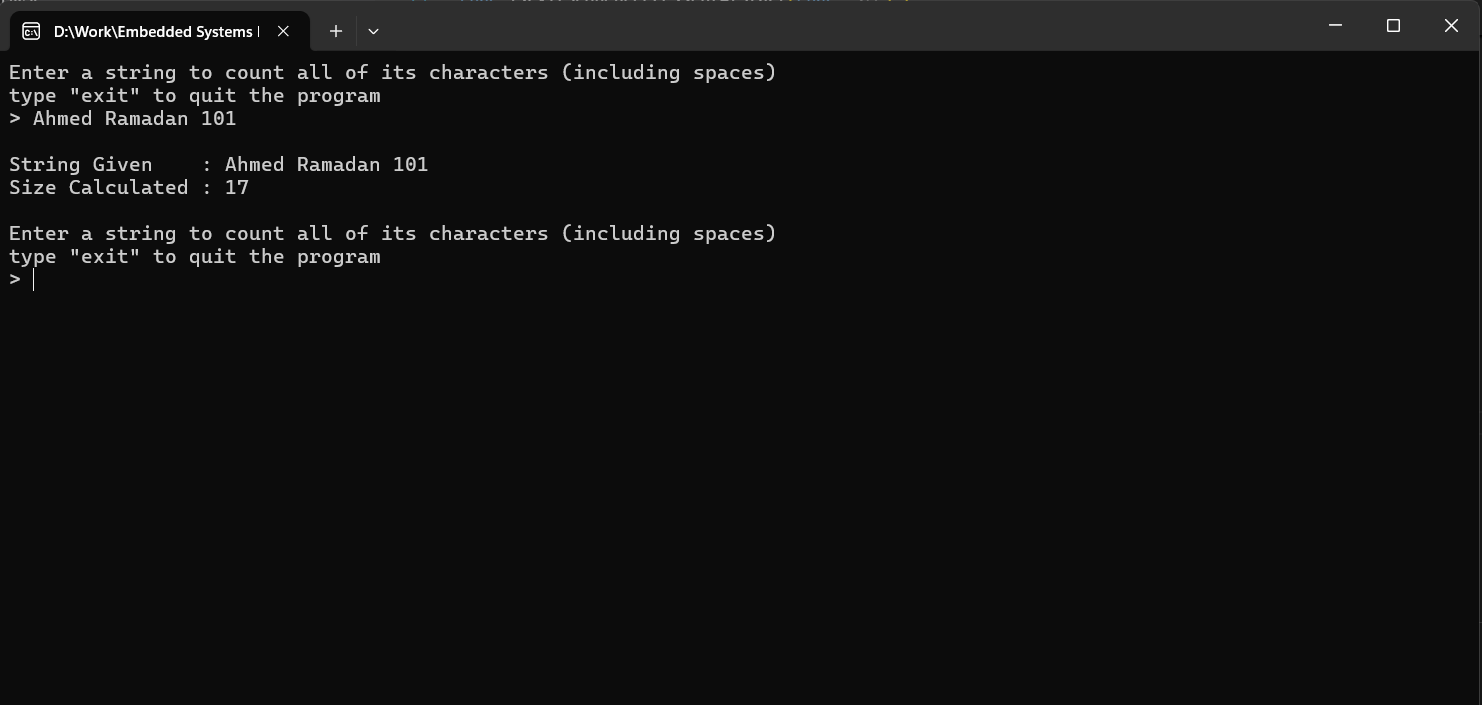 D:\Work\Embedded Systems
Enter a string to count all of its characters (including spaces)
type "exit" to quit the program
> Ahmed Ramadan 101
String Given    : Ahmed Ramadan 101
Size Calculated : 17
Enter a string to count all of its characters (including spaces)
type "exit" to quit the program
>